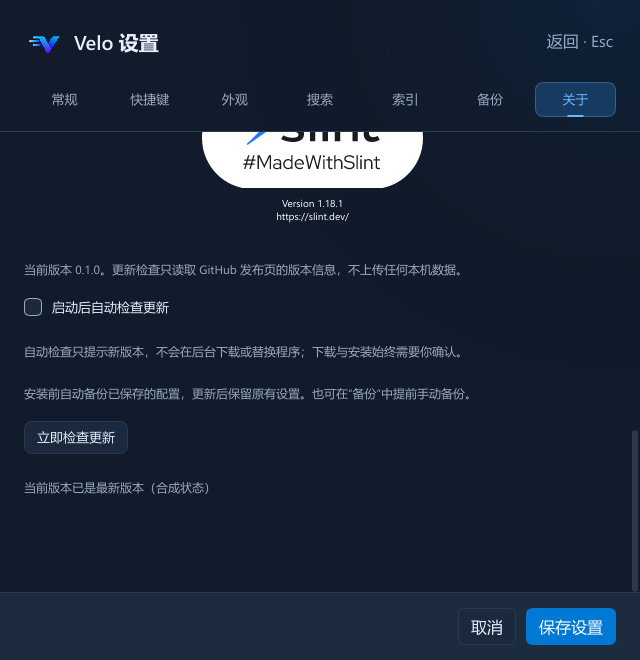 Velo 设置
返回 · Esc
常规
快捷键
外观
搜索
索引
备份
关于
Slint
#MadeWithSlint
Version 1.18.1
https://slint.dev/
当前版本 0.1.0。更新检查只读取 GitHub 发布页的版本信息，不上传任何本机数据。
启动后自动检查更新
自动检查只提示新版本，不会在后台下载或替换程序；下载与安装始终需要你确认。
安装前自动备份已保存的配置，更新后保留原有设置。也可在“备份”中提前手动备份。
立即检查更新
当前版本已是最新版本（合成状态）
取消
保存设置